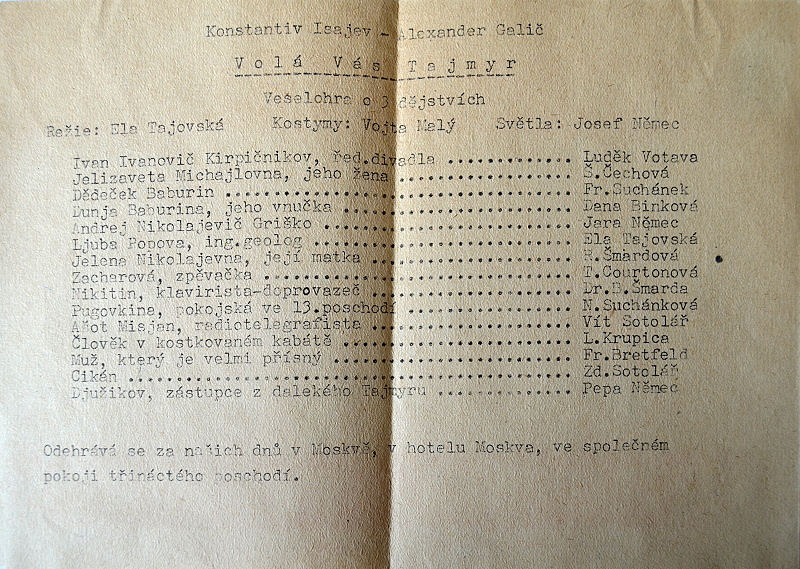 Konstantiv Isajev - Alexander Galič
Volá Vás Tajmyr
Veselohra o 3 dějstvích
Režie: Ela Tajovská Kostymy: Vojta Malý Světla: Josef Němec
Ivan Ivanovič Kirpičnikov, řed.divadla .............. Luděk Votava
Jelizaveta Michajlovna, jeho žena .................... Š.Čechová
Dědeček Baburin ...................................... Fr.Suchánek
Dunja Baburina, jeho vnučka .......................... Dana Binková
Andrej Nikolajevič Griško ............................ Jara Němec
Ljuba Popova, ing.geolog ............................. Ela Tajovská
Jelena Nikolajevna, její matka ....................... R.Šmardová
Zacharová, zpěvačka .................................. T.Courtonová
Nikitin, klavirista-doprovazeč ....................... Dr.B.Šmarda
Pugovkina, pokojská ve 13.poschodí ................... N.Suchánková
Ašot Misjan, radiotelegrafista ....................... Vít Sotolář
Člověk v kostkovaném kabátě .......................... L.Krupica
Muž, který je velmi přísný ........................... Fr.Bretfeld
Cikán ................................................ Zd.Sotolář
Djužikov, zástupce z dalekého Tajmyru ................ Pepa Němec
Odehrává se za našich dnů v Moskvě, v hotelu Moskva, ve společném
pokoji třináctého poschodí.